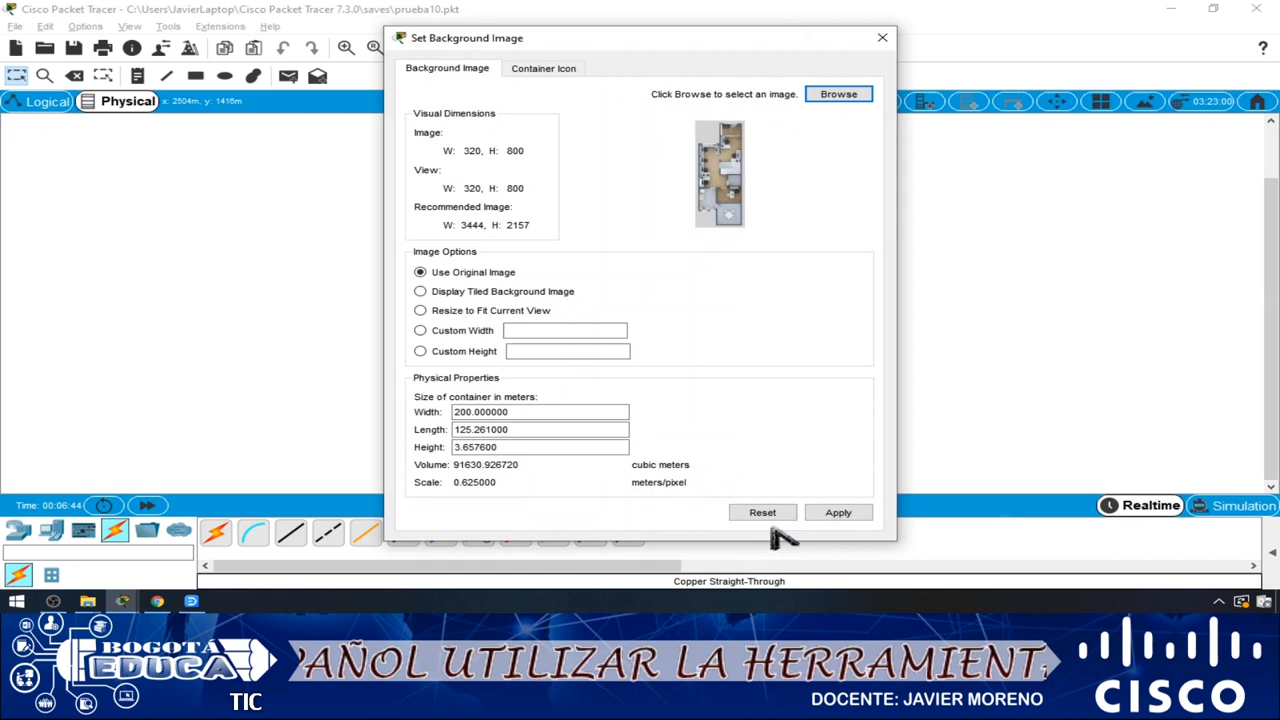 Cisco Packet Tracer - C:\Users\JavierLaptop\Cisco Packet Tracer 7.3.0\saves\prueba10.pkt
File Edit Options View Tools Extensions Help
Logical Physical x: 2504m, y: 1416m
03:23:00
Set Background Image
Background Image Container Icon
Click Browse to select an image. Browse
Visual Dimensions
Image:
W: 320, H: 800
View:
W: 320, H: 800
Recommended Image:
W: 3444, H: 2157
Image Options
Use Original Image
Display Tiled Background Image
Resize to Fit Current View
Custom Width
Custom Height
Physical Properties
Size of container in meters:
Width: 200.000000
Length: 125.261000
Height: 3.657600
Volume: 91630.926720 cubic meters
Scale: 0.625000 meters/pixel
Reset Apply
Time: 00:06:44
Realtime Simulation
Copper Straight-Through
BOGOTÁ
EDUCA
TIC
PAÑOL UTILIZAR LA HERRAMIENT
DOCENTE: JAVIER MORENO
CISCO